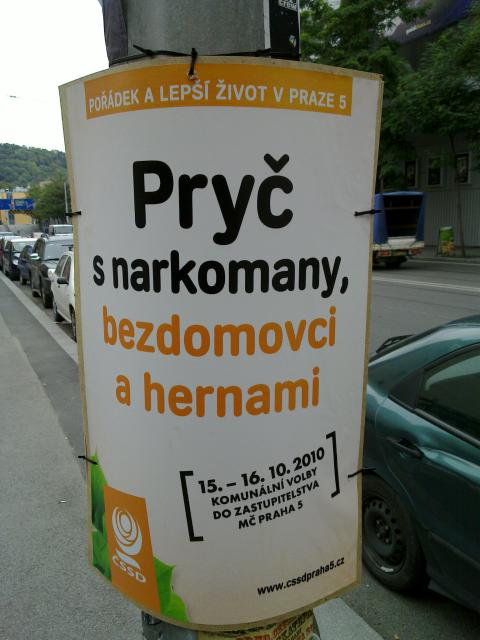 POŘÁDEK A LEPŠÍ ŽIVOT V PRAZE 5
Pryč
s narkomany,
bezdomovci
a hernami
15. – 16. 10. 2010
KOMUNÁLNÍ VOLBY
DO ZASTUPITELSTVA
MČ PRAHA 5
ČSSD
www.cssdpraha5.cz